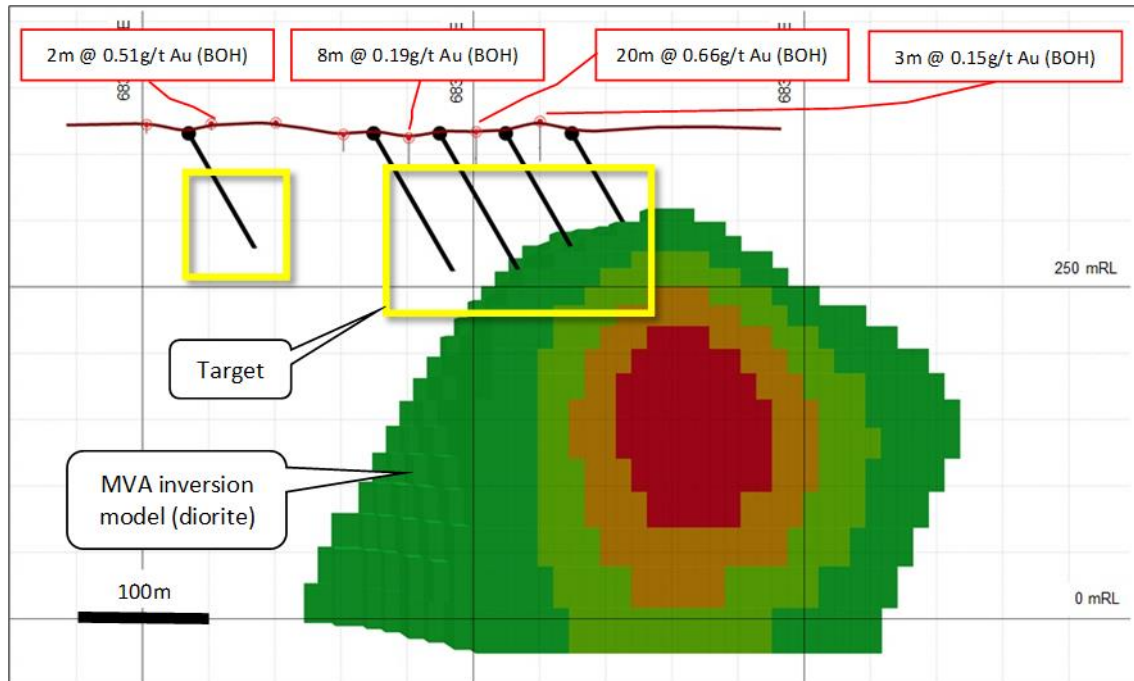 2m @ 0.51g/t Au (BOH)
8m @ 0.19g/t Au (BOH)
20m @ 0.66g/t Au (BOH)
3m @ 0.15g/t Au (BOH)
250 mRL
Target
MVA inversion
model (diorite)
100m
0 mRL